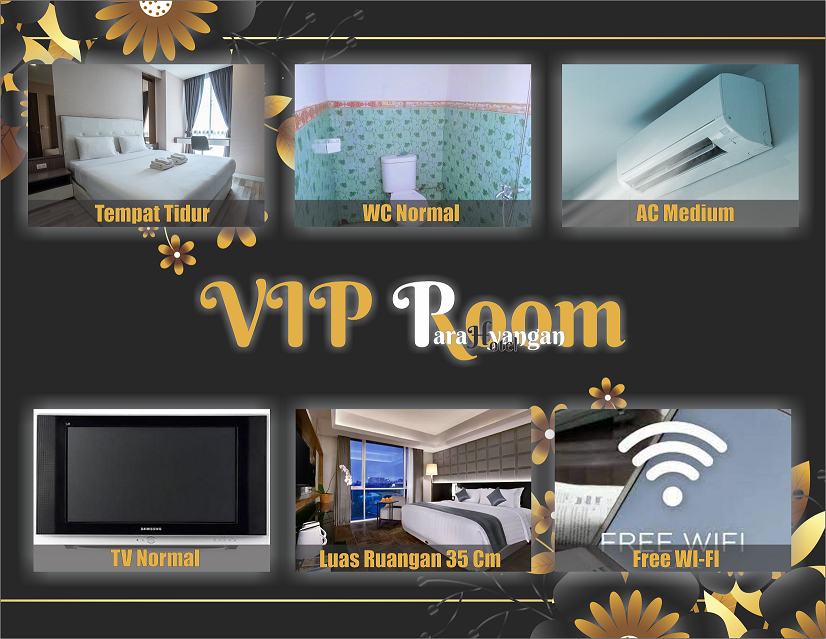 Tempat Tidur
WC Normal
AC Medium
VIP Room
ParaHyangan
Hotel
SAMSUNG
FREE WIFI
TV Normal
Luas Ruangan 35 Cm
Free WI-FI